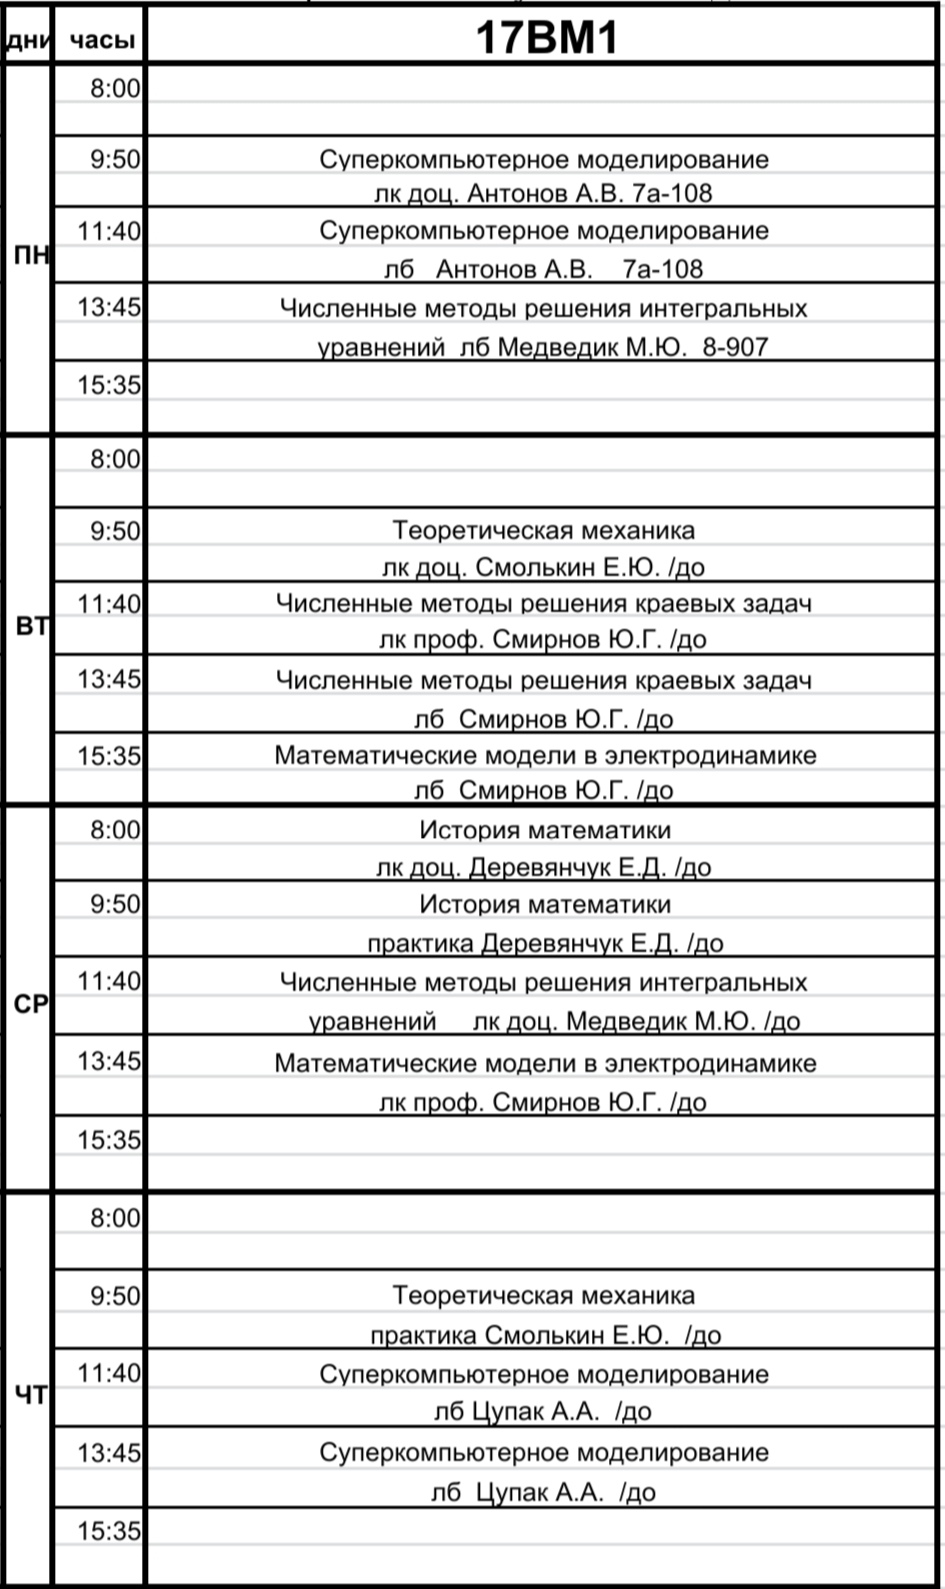 дни часы 17ВМ1
ПН
8:00
9:50 Суперкомпьютерное моделирование
лк доц. Антонов А.В. 7а-108
11:40 Суперкомпьютерное моделирование
лб Антонов А.В. 7а-108
13:45 Численные методы решения интегральных
уравнений лб Медведик М.Ю. 8-907
15:35
ВТ
8:00
9:50 Теоретическая механика
лк доц. Смолькин Е.Ю. /до
11:40 Численные методы решения краевых задач
лк проф. Смирнов Ю.Г. /до
13:45 Численные методы решения краевых задач
лб Смирнов Ю.Г. /до
15:35 Математические модели в электродинамике
лб Смирнов Ю.Г. /до
СР
8:00 История математики
лк доц. Деревянчук Е.Д. /до
9:50 История математики
практика Деревянчук Е.Д. /до
11:40 Численные методы решения интегральных
уравнений лк доц. Медведик М.Ю. /до
13:45 Математические модели в электродинамике
лк проф. Смирнов Ю.Г. /до
15:35
ЧТ
8:00
9:50 Теоретическая механика
практика Смолькин Е.Ю. /до
11:40 Суперкомпьютерное моделирование
лб Цупак А.А. /до
13:45 Суперкомпьютерное моделирование
лб Цупак А.А. /до
15:35